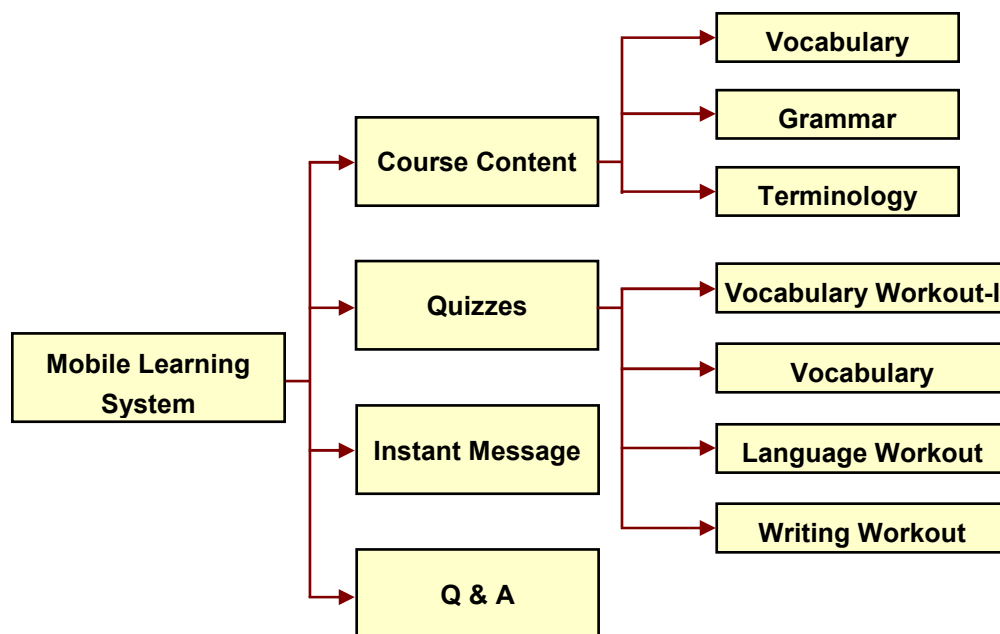 Vocabulary
Grammar
Course Content
Terminology
Vocabulary Workout-I
Quizzes
Mobile Learning
System
Vocabulary
Instant Message
Language Workout
Writing Workout
Q & A